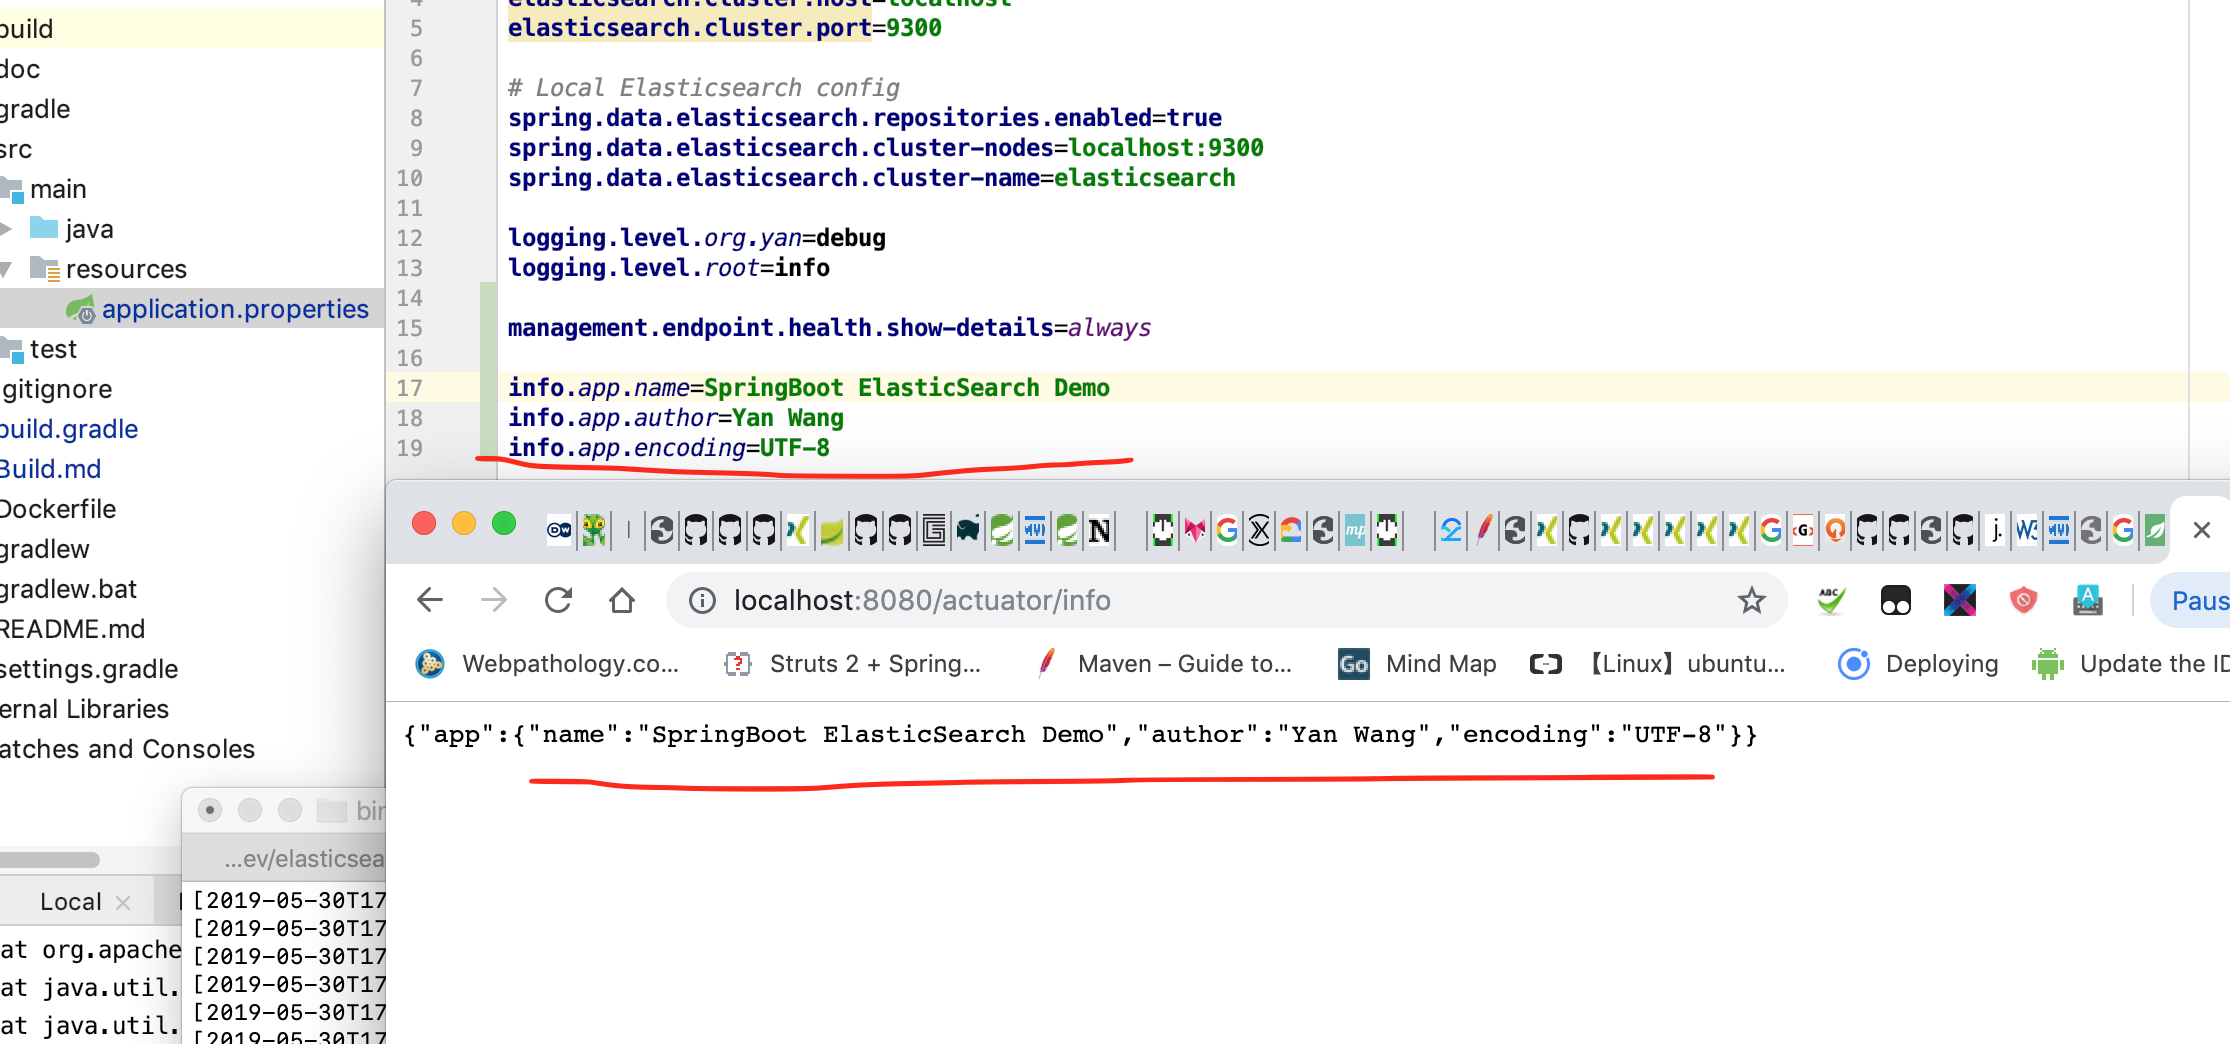 build
doc
gradle
src
main
java
resources
application.properties
test
gitignore
build.gradle
Build.md
Dockerfile
gradlew
gradlew.bat
README.md
settings.gradle
ernal Libraries
atches and Consoles
4 elasticsearch.cluster.host=localhost
5 elasticsearch.cluster.port=9300
6
7 # Local Elasticsearch config
8 spring.data.elasticsearch.repositories.enabled=true
9 spring.data.elasticsearch.cluster-nodes=localhost:9300
10 spring.data.elasticsearch.cluster-name=elasticsearch
11
12 logging.level.org.yan=debug
13 logging.level.root=info
14
15 management.endpoint.health.show-details=always
16
17 info.app.name=SpringBoot ElasticSearch Demo
18 info.app.author=Yan Wang
19 info.app.encoding=UTF-8
localhost:8080/actuator/info
Paus
Webpathology.co... Struts 2 + Spring... Maven – Guide to... Mind Map 【Linux】ubuntu... Deploying Update the ID
{"app":{"name":"SpringBoot ElasticSearch Demo","author":"Yan Wang","encoding":"UTF-8"}}
bin
...ev/elasticsea
Local
[2019-05-30T17
[2019-05-30T17
[2019-05-30T17
[2019-05-30T17
[2019-05-30T17
[2019-05-30T17
at org.apache
at java.util.
at java.util.